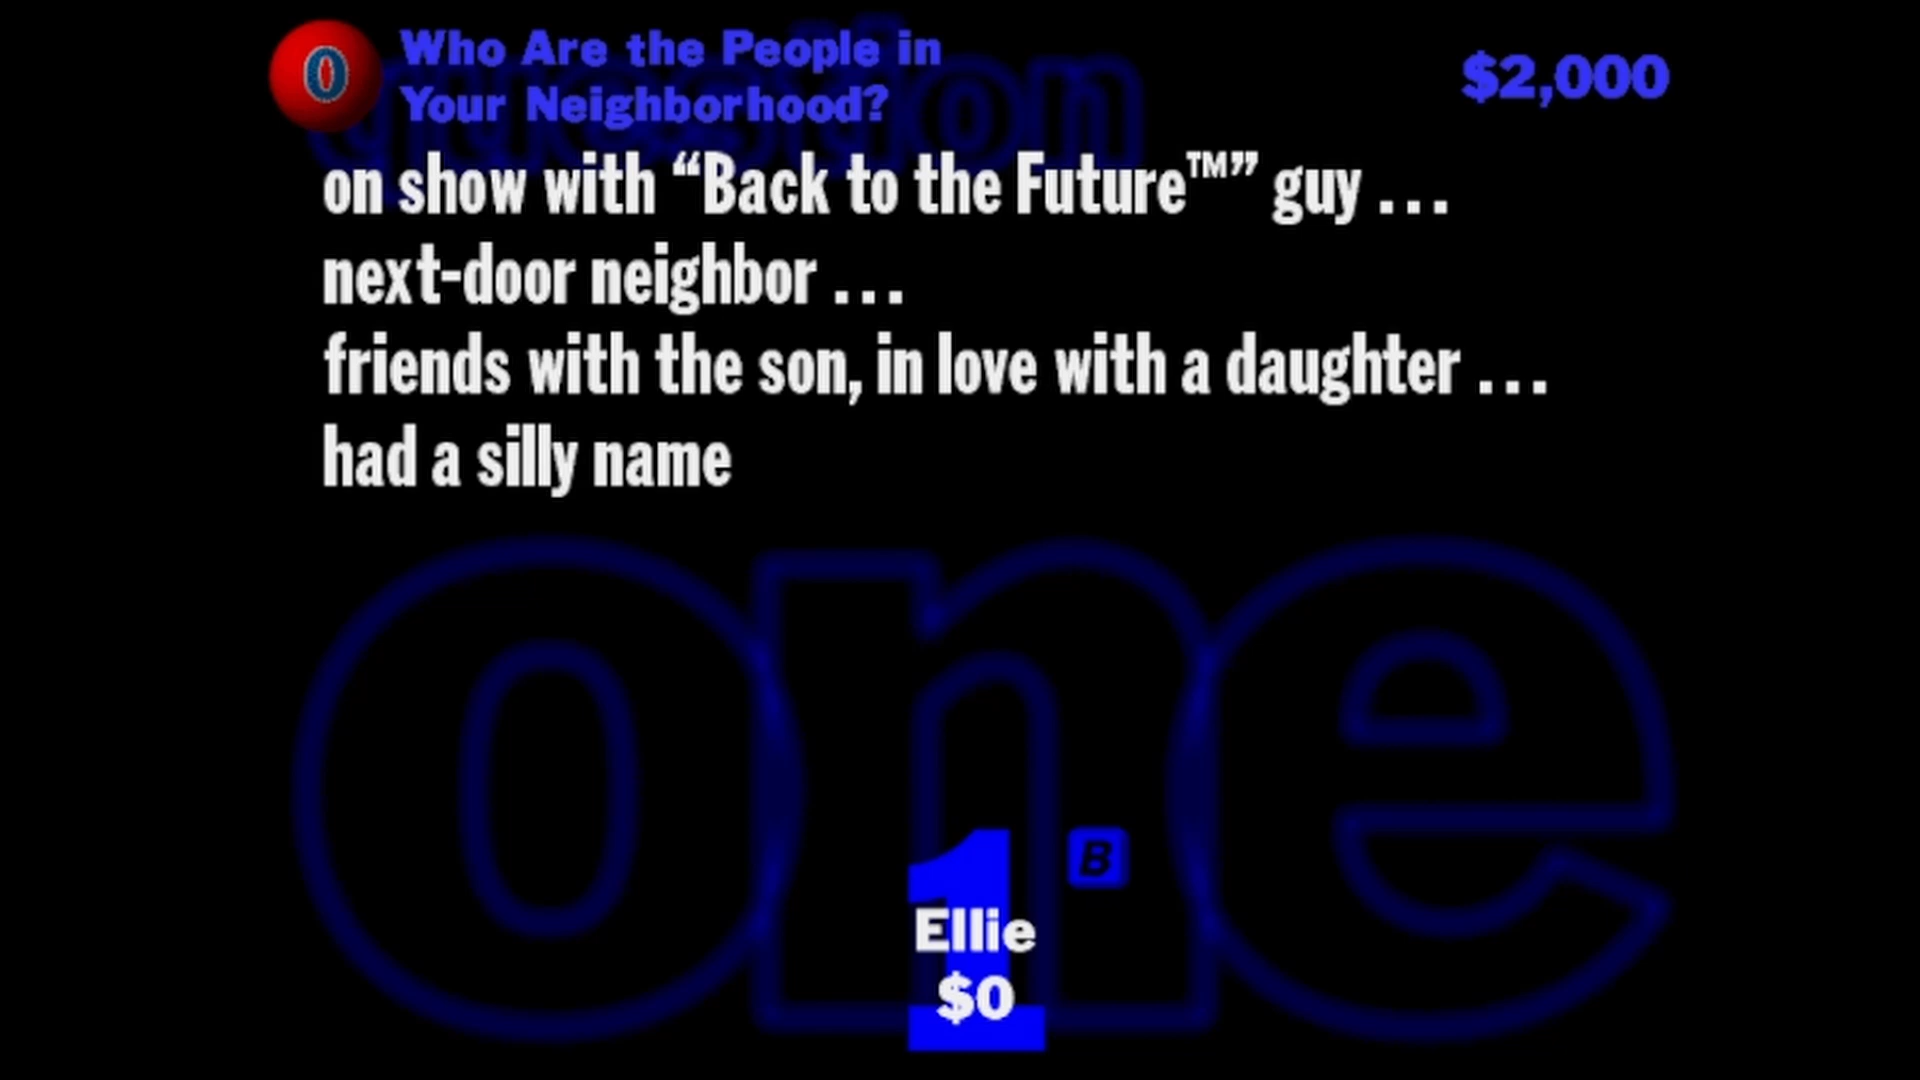 question
0
Who Are the People in
Your Neighborhood?
$2,000
on show with “Back to the Future™” guy . . .
next-door neighbor . . .
friends with the son, in love with a daughter . . .
had a silly name
one
1
B
Ellie
$0